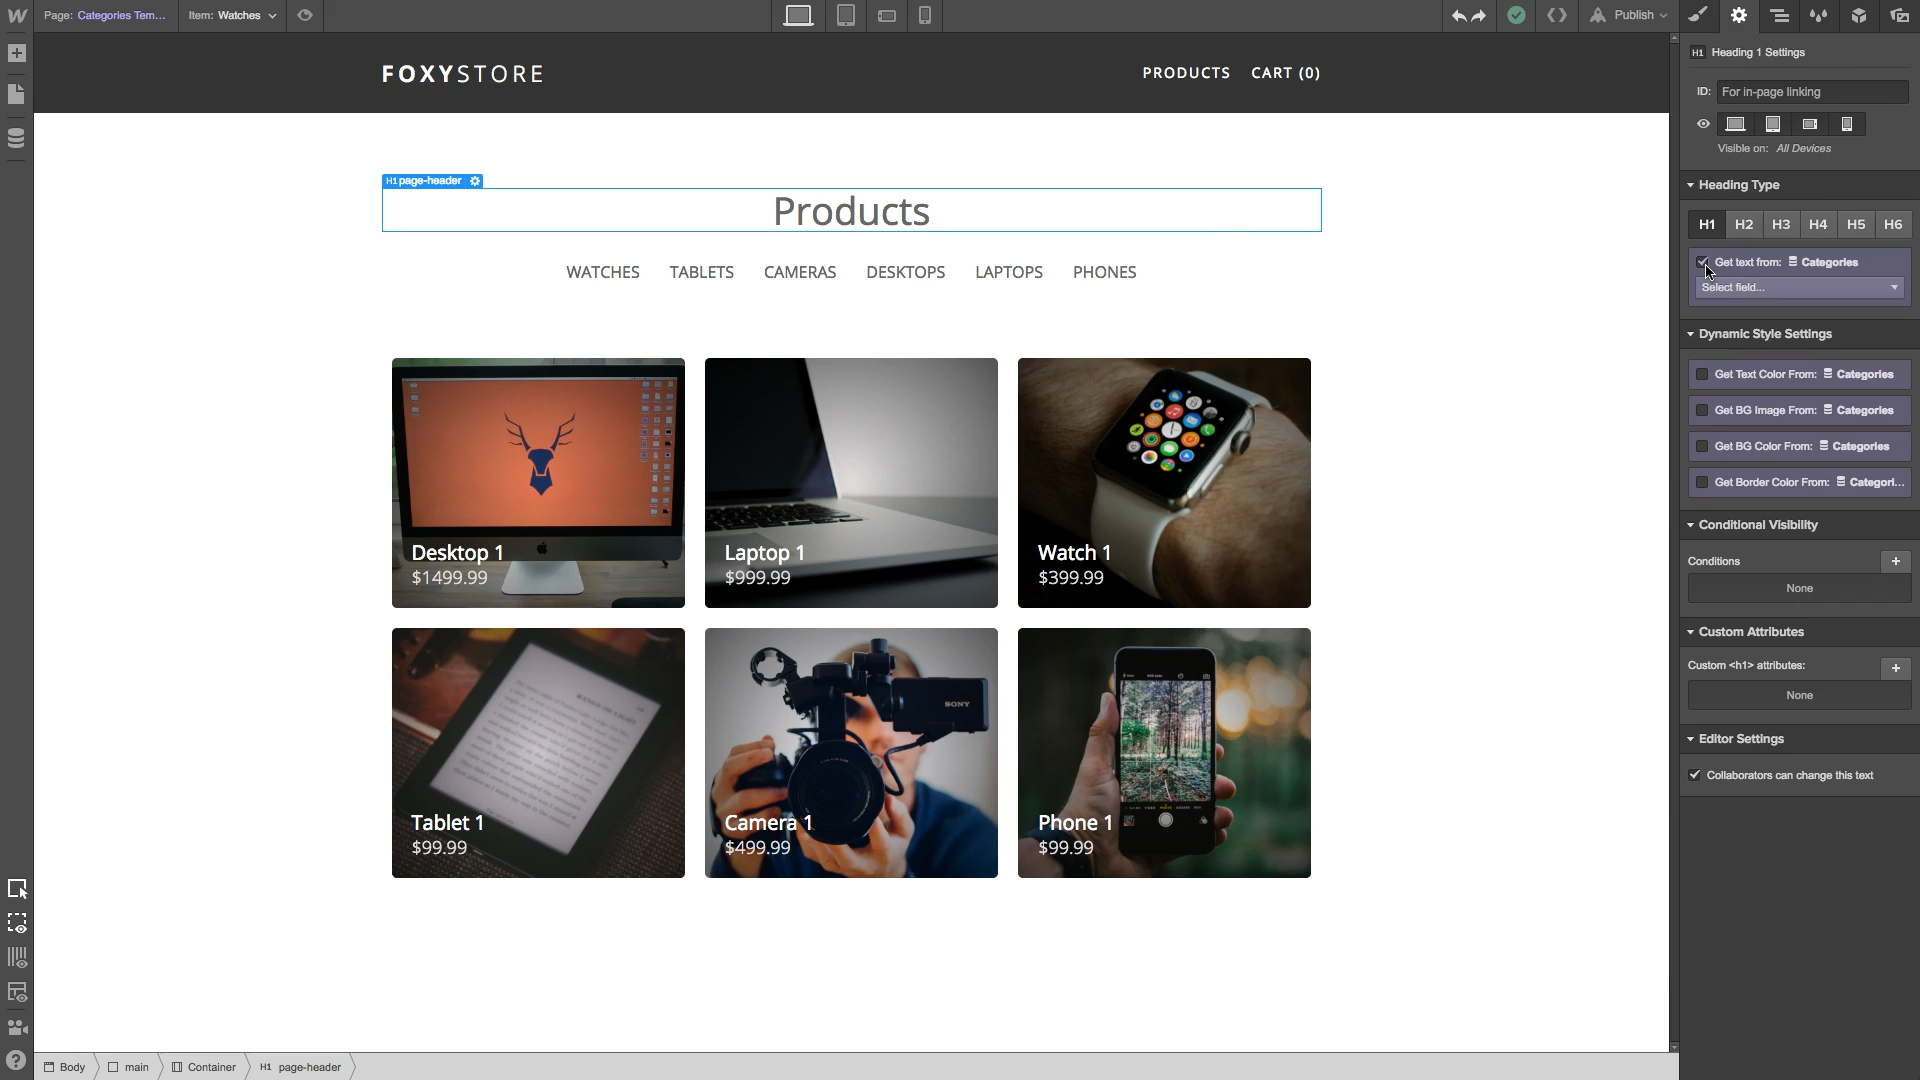 Page: Categories Tem...
Item: Watches
Publish
FOXYSTORE
PRODUCTS CART (0)
H1 page-header
Products
WATCHES TABLETS CAMERAS DESKTOPS LAPTOPS PHONES
Desktop 1
$1499.99
Laptop 1
$999.99
Watch 1
$399.99
SONY
Tablet 1
$99.99
Camera 1
$499.99
Phone 1
$99.99
Body
main
Container
H1 page-header
H1 Heading 1 Settings
ID: For in-page linking
Visible on: All Devices
Heading Type
H1 H2 H3 H4 H5 H6
Get text from: Categories
Select field...
Dynamic Style Settings
Get Text Color From: Categories
Get BG Image From: Categories
Get BG Color From: Categories
Get Border Color From: Categori...
Conditional Visibility
Conditions +
None
Custom Attributes
Custom <h1> attributes: +
None
Editor Settings
Collaborators can change this text